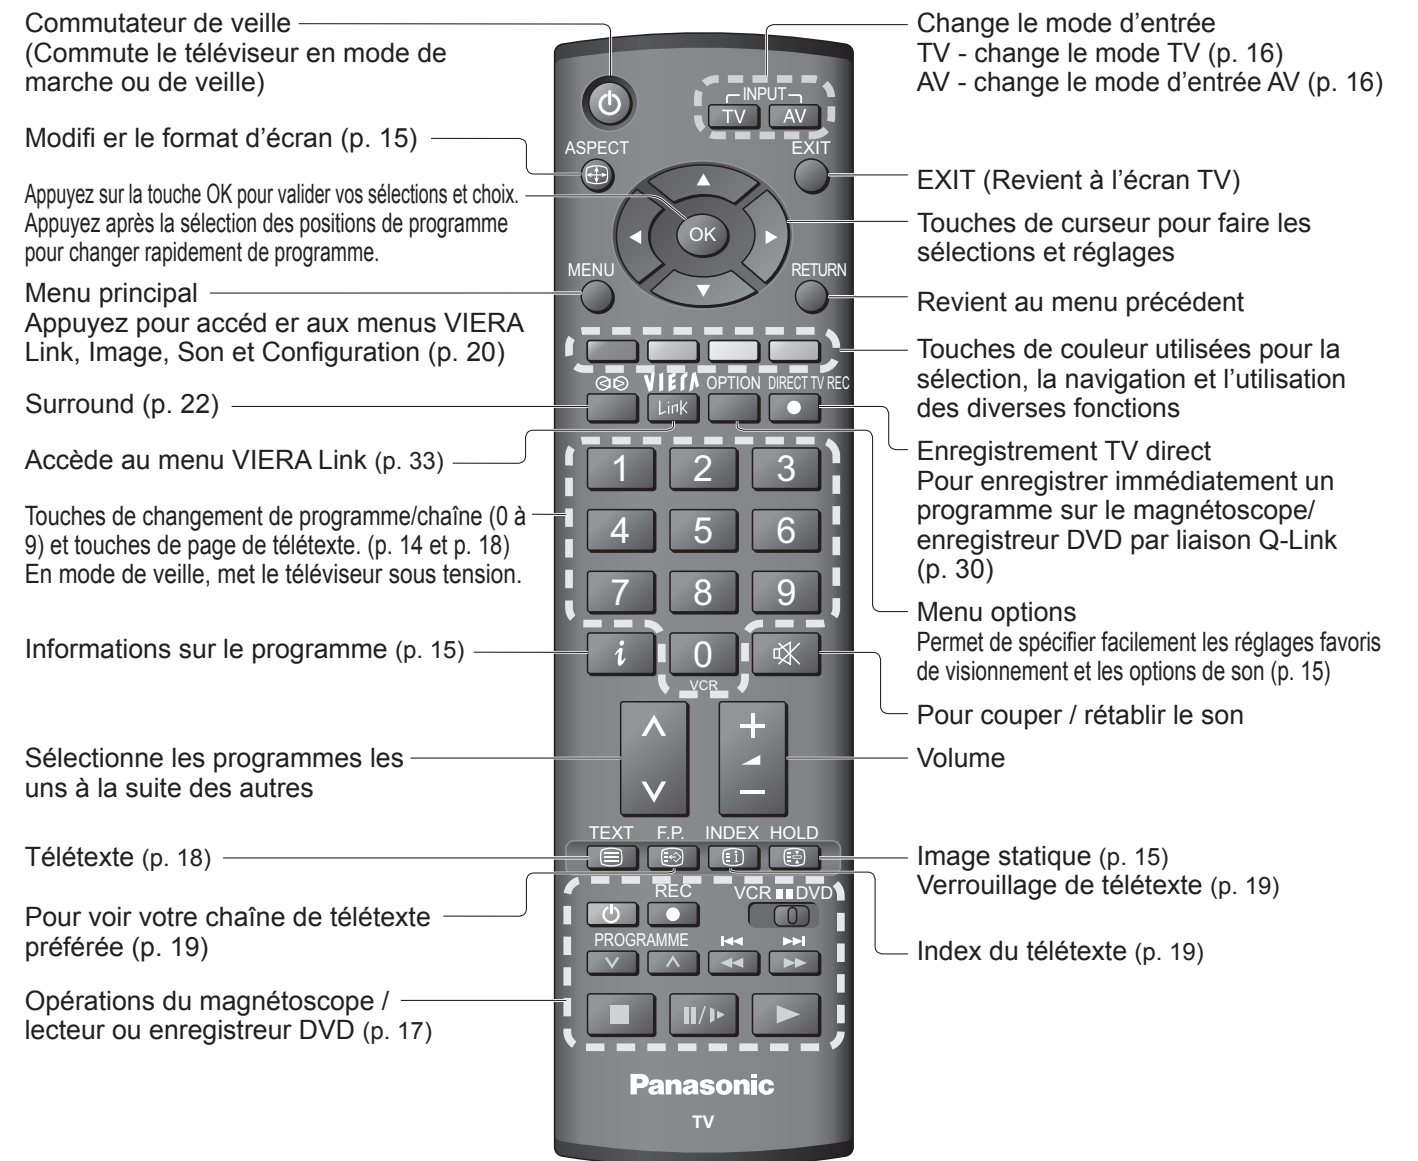 Commutateur de veille
(Commute le téléviseur en mode de
marche ou de veille)
Modifi er le format d'écran (p. 15)
Appuyez sur la touche OK pour valider vos sélections et choix.
Appuyez après la sélection des positions de programme
pour changer rapidement de programme.
Menu principal
Appuyez pour accéd er aux menus VIERA
Link, Image, Son et Configuration (p. 20)
Surround (p. 22)
Accède au menu VIERA Link (p. 33)
Touches de changement de programme/chaîne (0 à
9) et touches de page de télétexte. (p. 14 et p. 18)
En mode de veille, met le téléviseur sous tension.
Informations sur le programme (p. 15)
Sélectionne les programmes les
uns à la suite des autres
Télétexte (p. 18)
Pour voir votre chaîne de télétexte
préférée (p. 19)
Opérations du magnétoscope /
lecteur ou enregistreur DVD (p. 17)
INPUT
TV AV
ASPECT EXIT
OK
MENU RETURN
VIERA OPTION DIRECT TV REC
Link
1 2 3
4 5 6
7 8 9
i 0
VCR
TEXT F.P. INDEX HOLD
REC VCR DVD
PROGRAMME
Panasonic
TV
Change le mode d'entrée
TV - change le mode TV (p. 16)
AV - change le mode d'entrée AV (p. 16)
EXIT (Revient à l'écran TV)
Touches de curseur pour faire les
sélections et réglages
Revient au menu précédent
Touches de couleur utilisées pour la
sélection, la navigation et l'utilisation
des diverses fonctions
Enregistrement TV direct
Pour enregistrer immédiatement un
programme sur le magnétoscope/
enregistreur DVD par liaison Q-Link
(p. 30)
Menu options
Permet de spécifier facilement les réglages favoris
de visionnement et les options de son (p. 15)
Pour couper / rétablir le son
Volume
Image statique (p. 15)
Verrouillage de télétexte (p. 19)
Index du télétexte (p. 19)